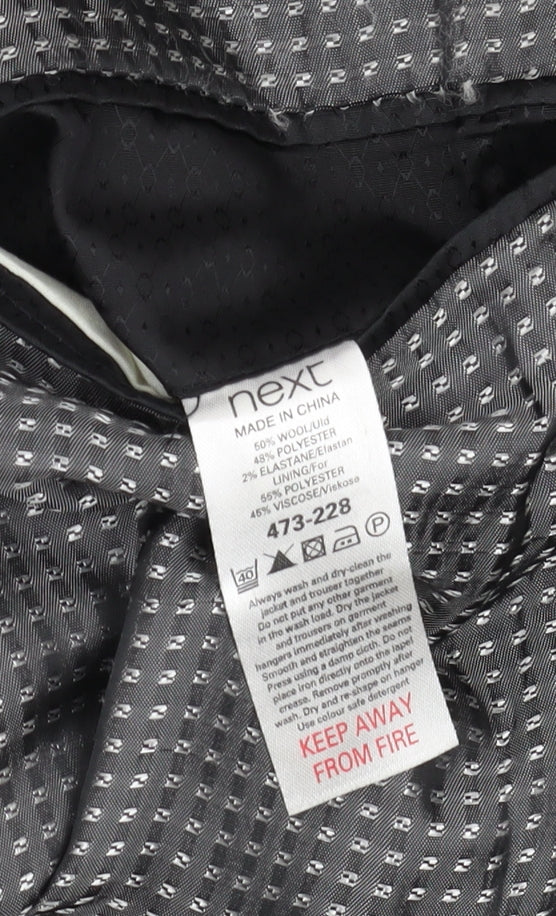 next
MADE IN CHINA
50% WOOL/Uld
48% POLYESTER
2% ELASTANE/Elastan
LINING/For
55% POLYESTER
45% VISCOSE/Viskose
473-228
40 P
Always wash and dry-clean the
jacket and trouser together
Do not put any other garment
in the wash load. Dry the jacket
and trousers on garment
hangers immediately after washing
Smooth and straighten the seams
Press using a damp cloth. Do not
place iron directly onto the lapel
crease. Remove promptly after
wash. Dry and re-shape on hanger
Use colour safe detergent
KEEP AWAY
FROM FIRE